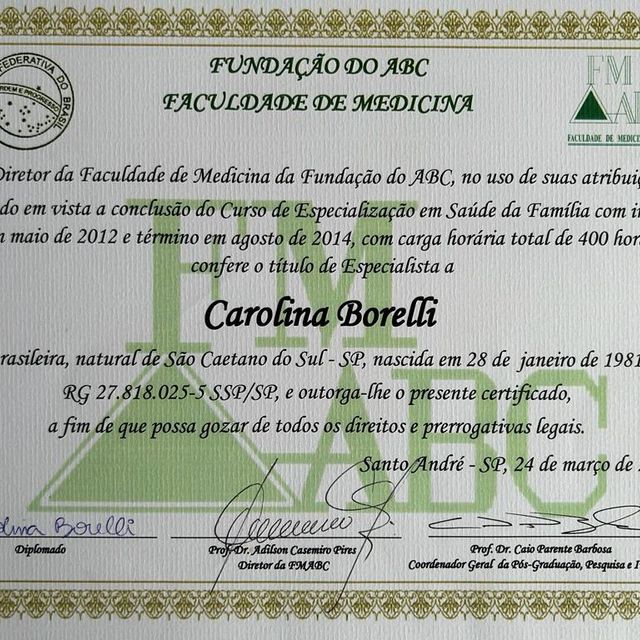 FUNDAÇÃO DO ABC
FACULDADE DE MEDICINA
FEDERATIVA DO BRASIL
ORDEM E PROGRESSO
FM
AB
FACULDADE DE MEDICI
Diretor da Faculdade de Medicina da Fundação do ABC, no uso de suas atribuiç
do em vista a conclusão do Curso de Especialização em Saúde da Família com i
maio de 2012 e término em agosto de 2014, com carga horária total de 400 hor
confere o título de Especialista a
Carolina Borelli
rasileira, natural de São Caetano do Sul - SP, nascida em 28 de janeiro de 1981
RG 27.818.025-5 SSP/SP, e outorga-lhe o presente certificado,
a fim de que possa gozar de todos os direitos e prerrogativas legais.
Santo André - SP, 24 de março de
FM
ABC
Borelli
Diplomado
Prof. Dr. Adilson Casemiro Pires
Diretor da FMABC
Prof. Dr. Caio Parente Barbosa
Coordenador Geral da Pós-Graduação, Pesquisa e I